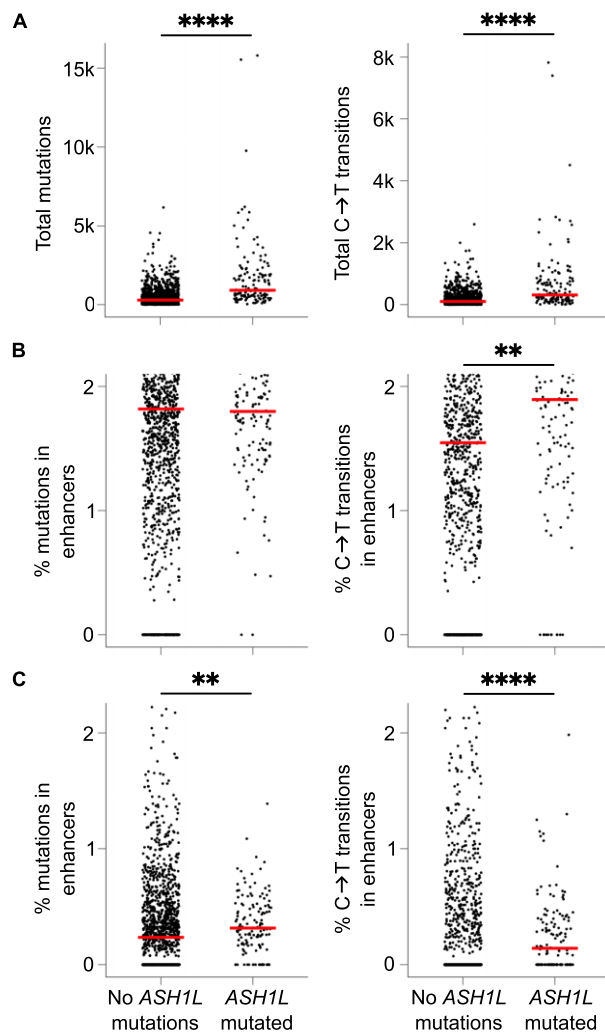 A
****
Total mutations
15k
10k
5k
0
****
Total C→T transitions
8k
6k
4k
2k
0
B
% mutations in
enhancers
2
1
0
**
% C→T transitions
in enhancers
2
1
0
C
**
% mutations in
enhancers
2
1
0
No ASH1L
mutations
ASH1L
mutated
****
% C→T transitions
in enhancers
2
1
0
No ASH1L
mutations
ASH1L
mutated